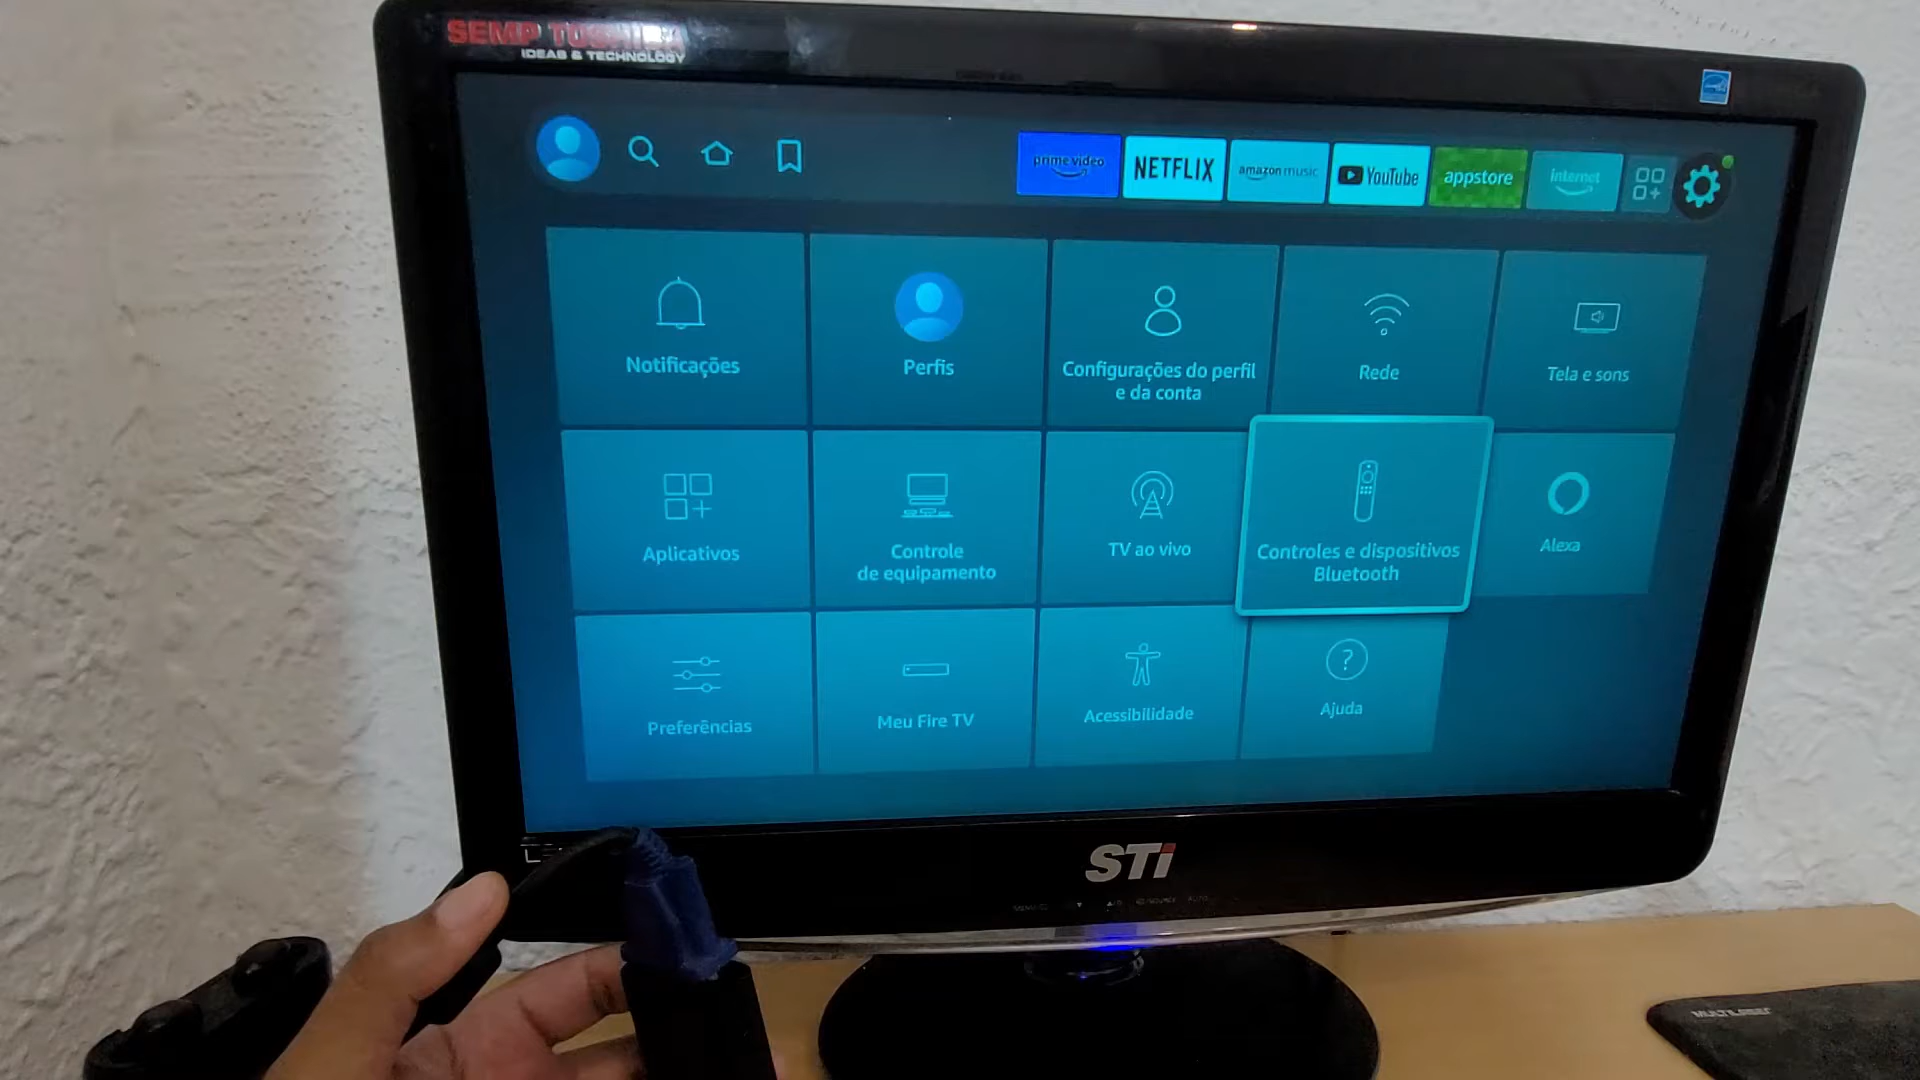 SEMP TOSHIBA
IDEAS & TECHNOLOGY
prime video
NETFLIX
amazon music
YouTube
appstore
internet
Notificações
Perfis
Configurações do perfil
e da conta
Rede
Tela e sons
Aplicativos
Controle
de equipamento
TV ao vivo
Controles e dispositivos
Bluetooth
Alexa
Preferências
Meu Fire TV
Acessibilidade
Ajuda
STi
MULTILASER